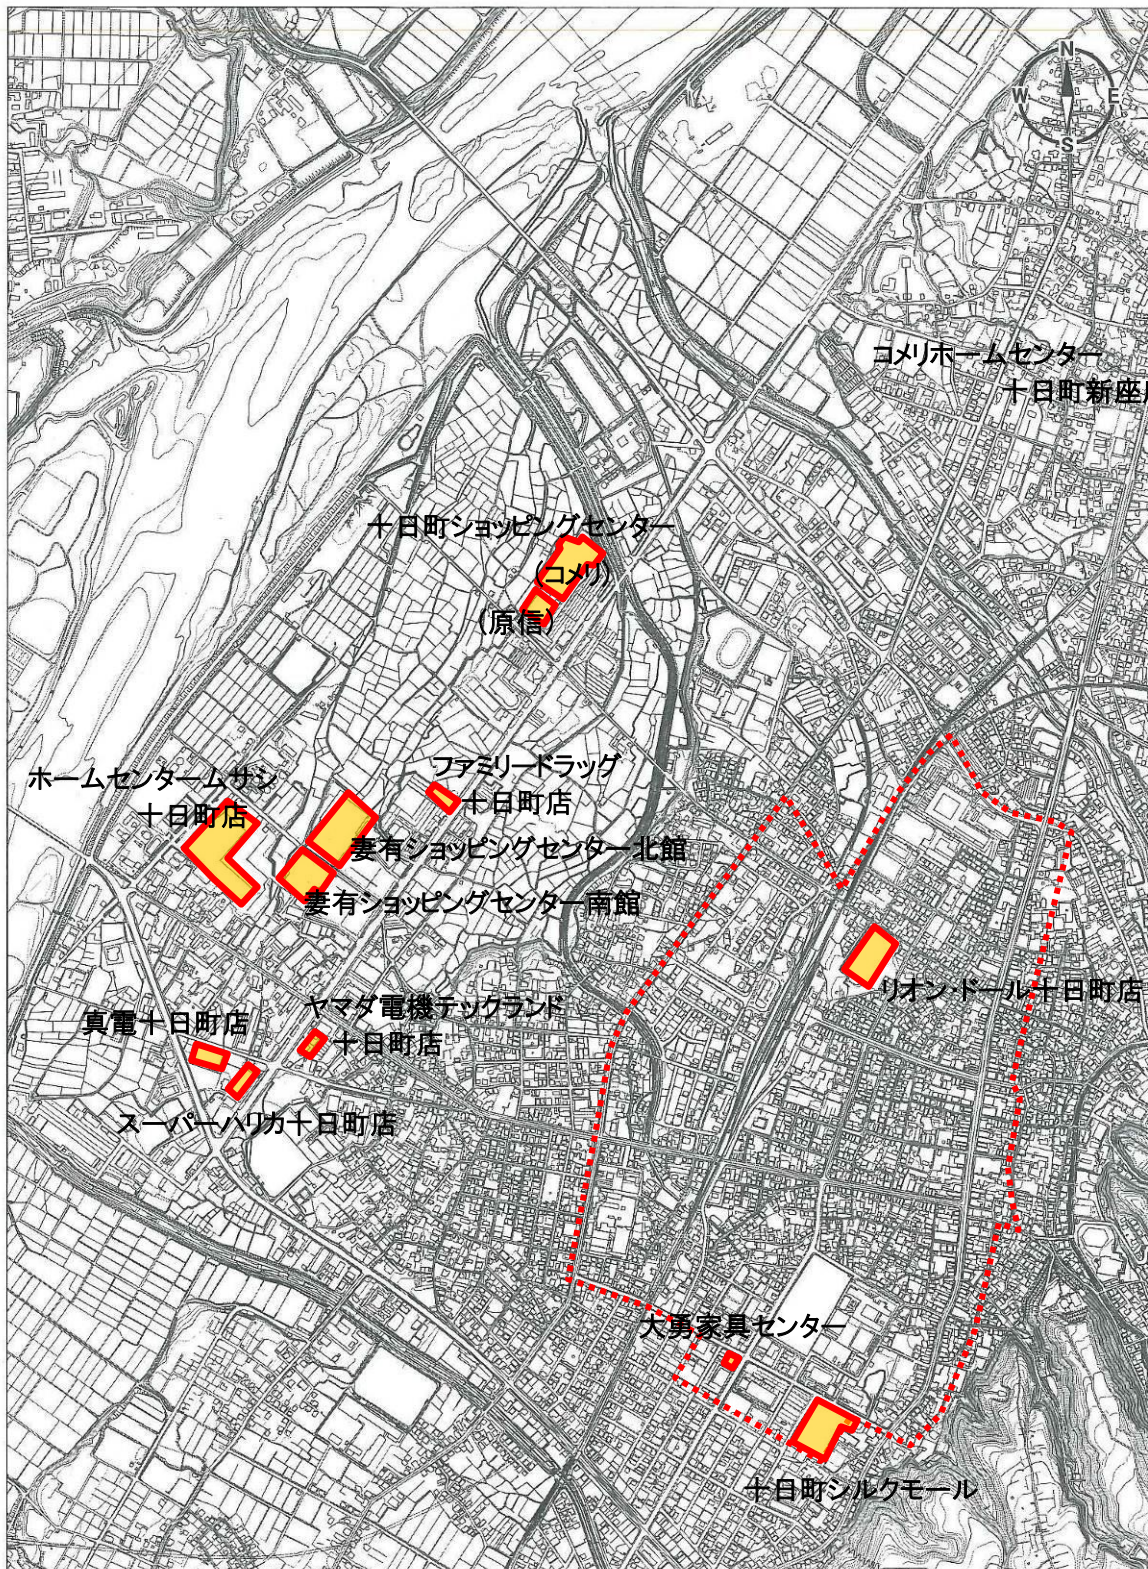 N
W E
S
コメリホームセンター
十日町新座
十日町ショッピングセンター
(コメリ)
(原信)
ファミリードラッグ
十日町店
ホームセンタームサシ
十日町店
妻有ショッピングセンター北館
妻有ショッピングセンター南館
リオン・ドール十日町店
ヤマダ電機テックランド
十日町店
真電十日町店
スーパーハリカ十日町店
大勇家具センター
十日町シルクモール